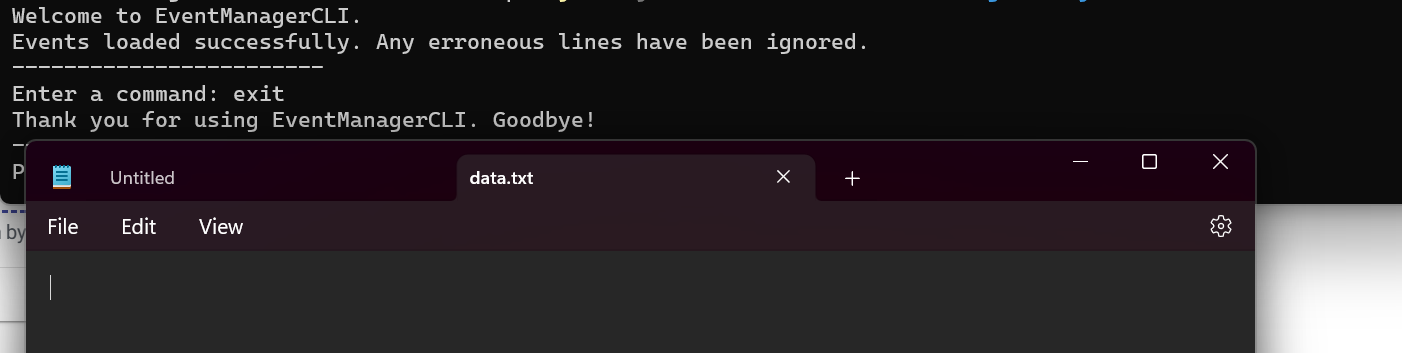 Welcome to EventManagerCLI.
Events loaded successfully. Any erroneous lines have been ignored.
------------------------
Enter a command: exit
Thank you for using EventManagerCLI. Goodbye!
Untitled
data.txt
File
Edit
View
by